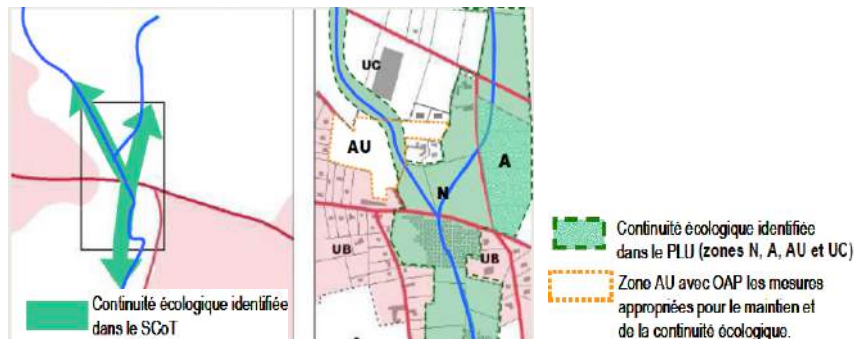 Continuité écologique identifiée
dans le SCoT
UC
AU
A
N
UB
UB
Continuité écologique identifiée
dans le PLU (zones N, A, AU et UC)
Zone AU avec OAP les mesures
appropriées pour le maintien et
de la continuité écologique.